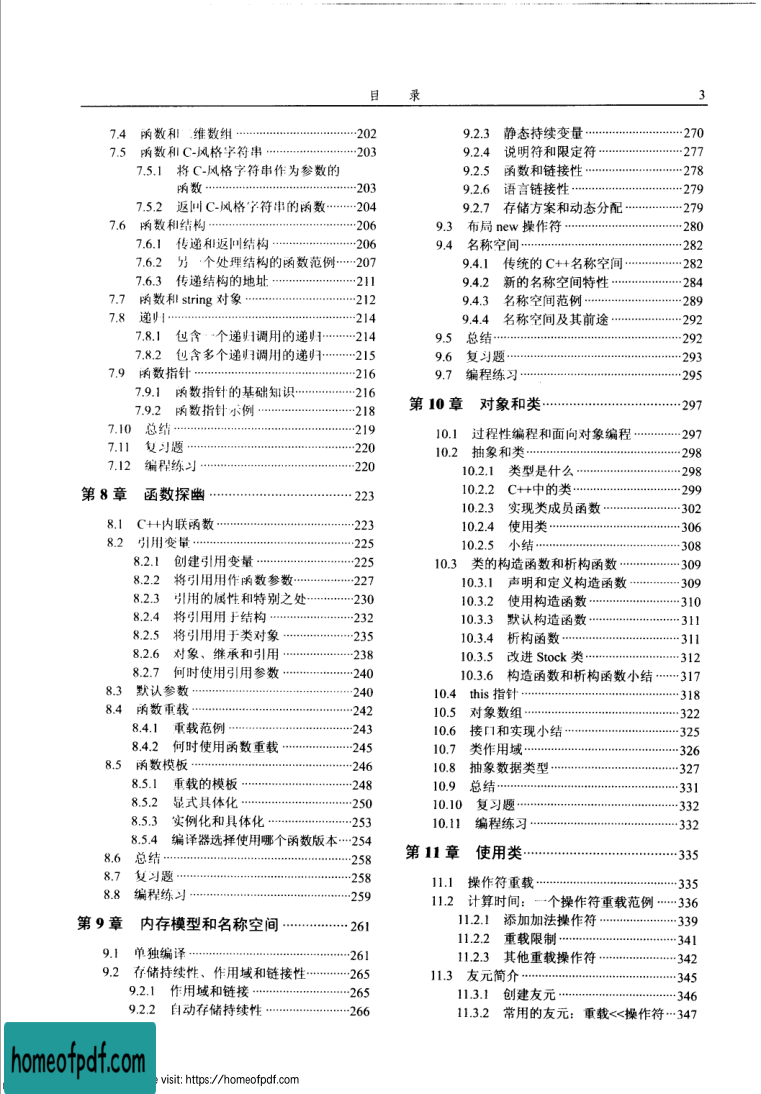 目 录 3
7.4 函数和二维数组 202
7.5 函数和C-风格字符串 203
7.5.1 将C-风格字符串作为参数的
函数 203
7.5.2 返回C-风格字符串的函数 204
7.6 函数和结构 206
7.6.1 传递和返回结构 206
7.6.2 另一个处理结构的函数范例 207
7.6.3 传递结构的地址 211
7.7 函数和string对象 212
7.8 递归 214
7.8.1 包含一个递归调用的递归 214
7.8.2 包含多个递归调用的递归 215
7.9 函数指针 216
7.9.1 函数指针的基础知识 216
7.9.2 函数指针示例 218
7.10 总结 219
7.11 复习题 220
7.12 编程练习 220
第8章 函数探幽 223
8.1 C++内联函数 223
8.2 引用变量 225
8.2.1 创建引用变量 225
8.2.2 将引用用作函数参数 227
8.2.3 引用的属性和特别之处 230
8.2.4 将引用用于结构 232
8.2.5 将引用用于类对象 235
8.2.6 对象、继承和引用 238
8.2.7 何时使用引用参数 240
8.3 默认参数 240
8.4 函数重载 242
8.4.1 重载范例 243
8.4.2 何时使用函数重载 245
8.5 函数模板 246
8.5.1 重载的模板 248
8.5.2 显式具体化 250
8.5.3 实例化和具体化 253
8.5.4 编译器选择使用哪个函数版本 254
8.6 总结 258
8.7 复习题 258
8.8 编程练习 259
第9章 内存模型和名称空间 261
9.1 单独编译 261
9.2 存储持续性、作用域和链接性 265
9.2.1 作用域和链接 265
9.2.2 自动存储持续性 266
9.2.3 静态持续变量 270
9.2.4 说明符和限定符 277
9.2.5 函数和链接性 278
9.2.6 语言链接性 279
9.2.7 存储方案和动态分配 279
9.3 布局new操作符 280
9.4 名称空间 282
9.4.1 传统的C++名称空间 282
9.4.2 新的名称空间特性 284
9.4.3 名称空间范例 289
9.4.4 名称空间及其前途 292
9.5 总结 292
9.6 复习题 293
9.7 编程练习 295
第10章 对象和类 297
10.1 过程性编程和面向对象编程 297
10.2 抽象和类 298
10.2.1 类型是什么 298
10.2.2 C++中的类 299
10.2.3 实现类成员函数 302
10.2.4 使用类 306
10.2.5 小结 308
10.3 类的构造函数和析构函数 309
10.3.1 声明和定义构造函数 309
10.3.2 使用构造函数 310
10.3.3 默认构造函数 311
10.3.4 析构函数 311
10.3.5 改进Stock类 312
10.3.6 构造函数和析构函数小结 317
10.4 this指针 318
10.5 对象数组 322
10.6 接口和实现小结 325
10.7 类作用域 326
10.8 抽象数据类型 327
10.9 总结 331
10.10 复习题 332
10.11 编程练习 332
第11章 使用类 335
11.1 操作符重载 335
11.2 计算时间：一个操作符重载范例 336
11.2.1 添加加法操作符 339
11.2.2 重载限制 341
11.2.3 其他重载操作符 342
11.3 友元简介 345
11.3.1 创建友元 346
11.3.2 常用的友元：重载<<操作符 347
homeofpdf.com
visit: https://homeofpdf.com